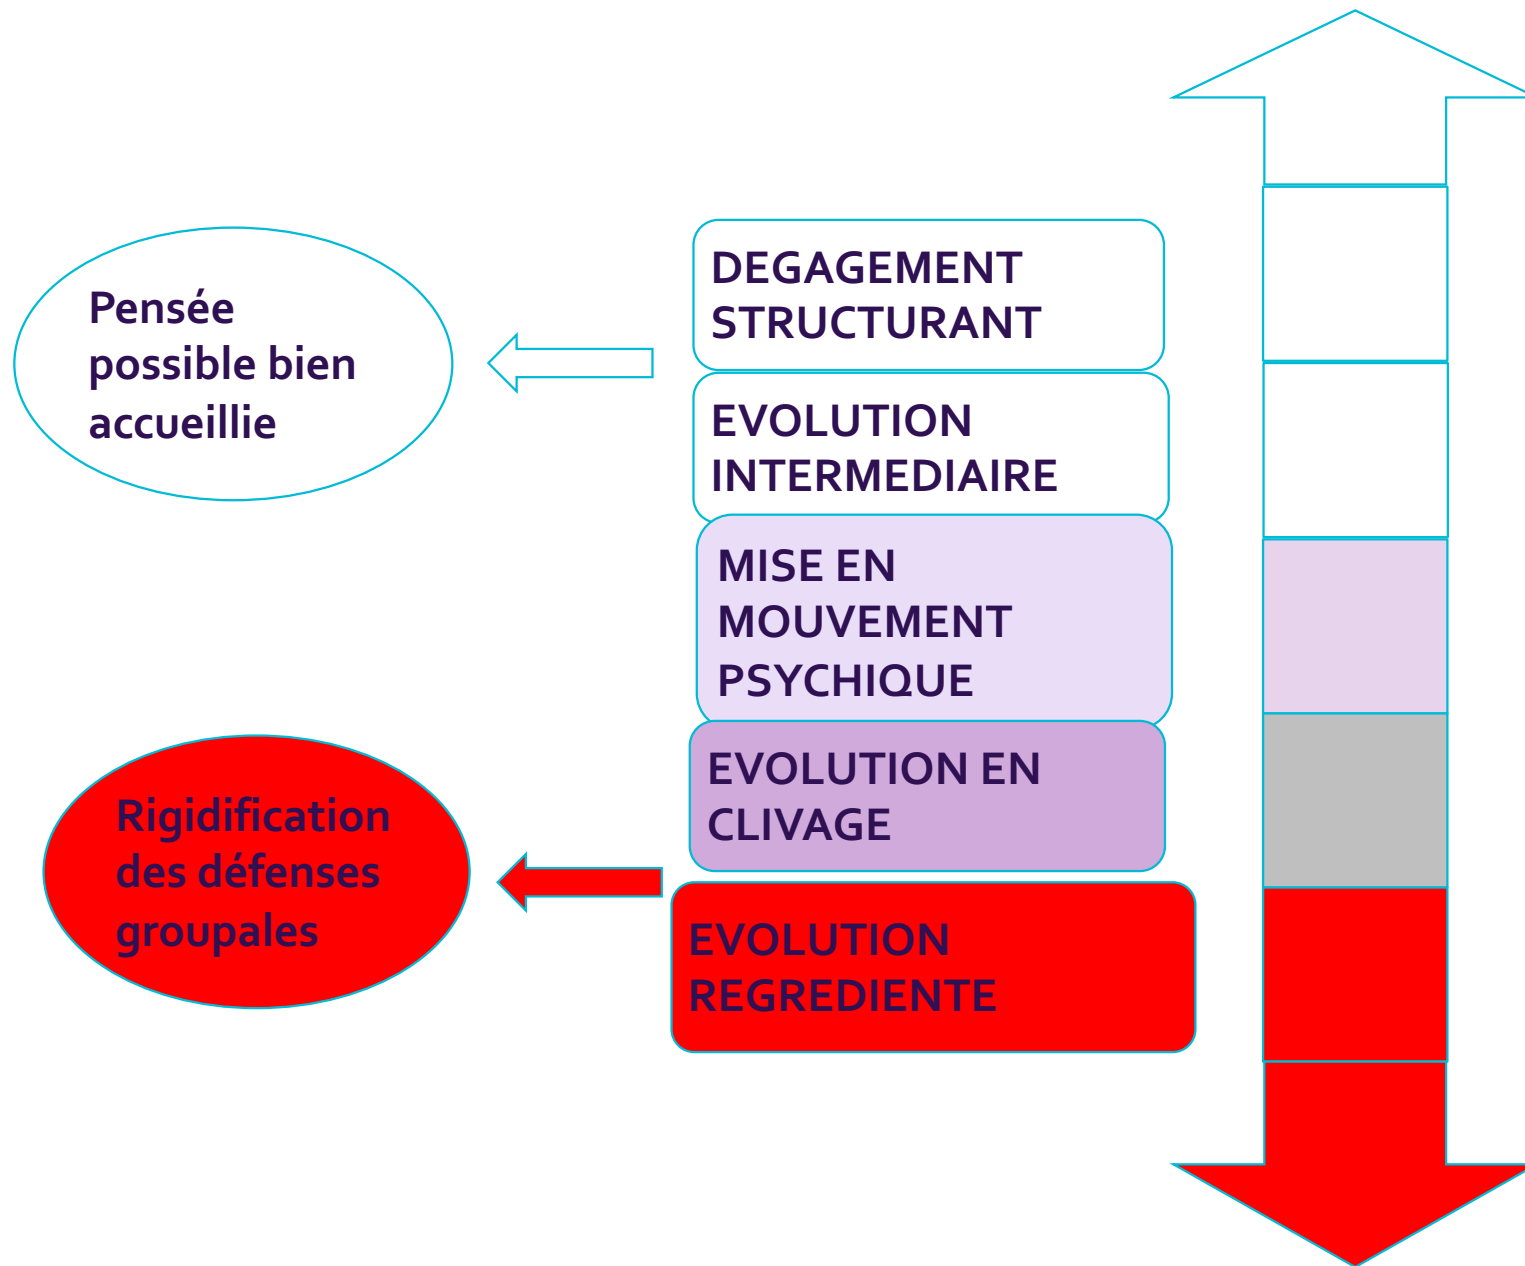 DEGAGEMENT
STRUCTURANT
Pensée
possible bien
accueillie
EVOLUTION
INTERMEDIAIRE
MISE EN
MOUVEMENT
PSYCHIQUE
EVOLUTION EN
CLIVAGE
Rigidification
des défenses
groupales
EVOLUTION
REGREDIENTE